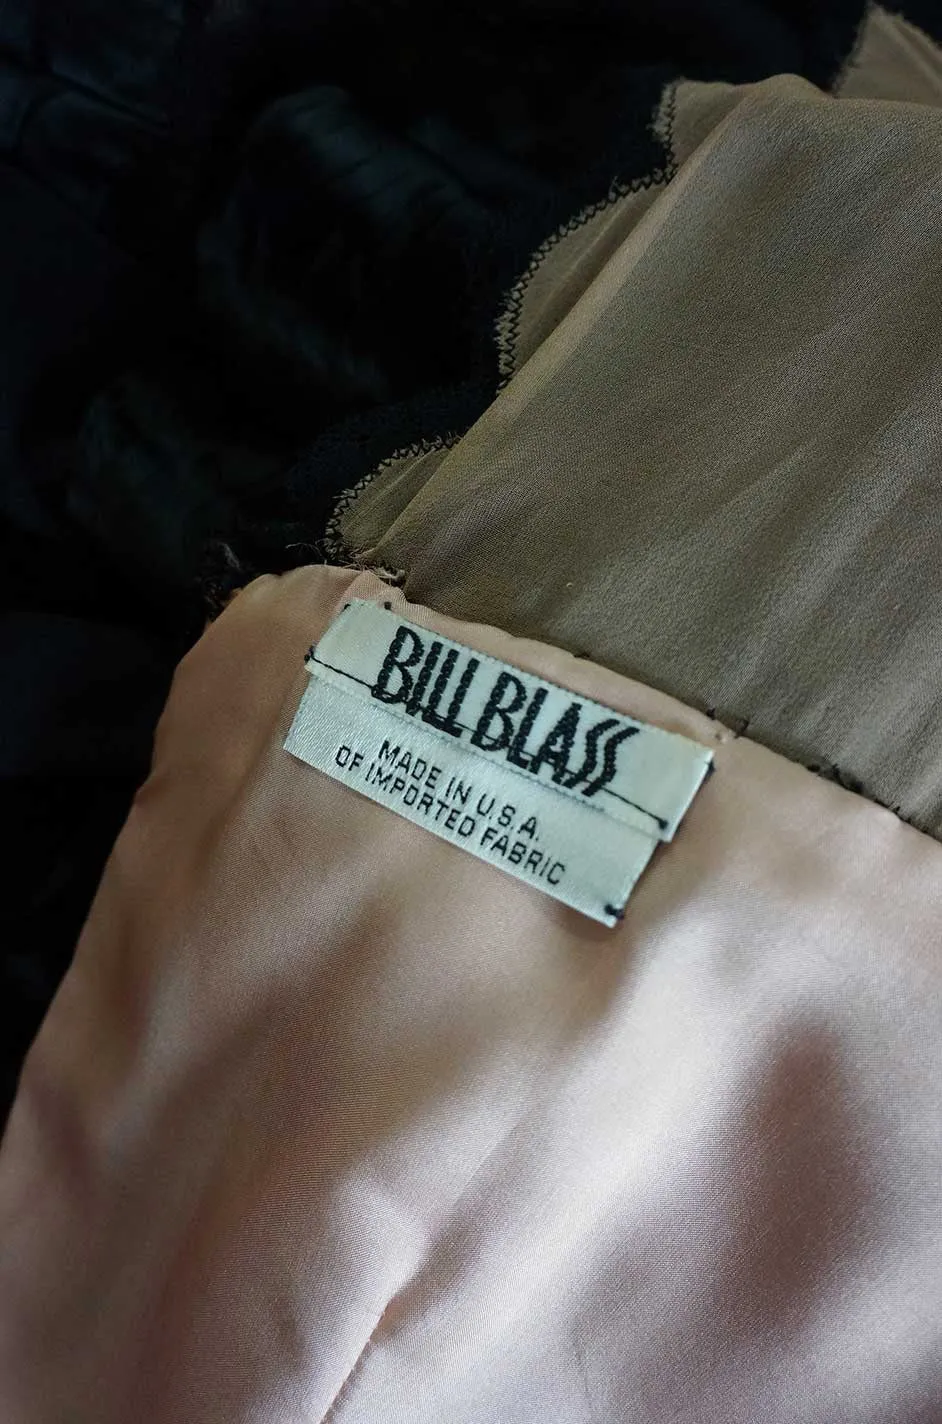 BILL BLASS
MADE IN U.S.A.
OF IMPORTED FABRIC